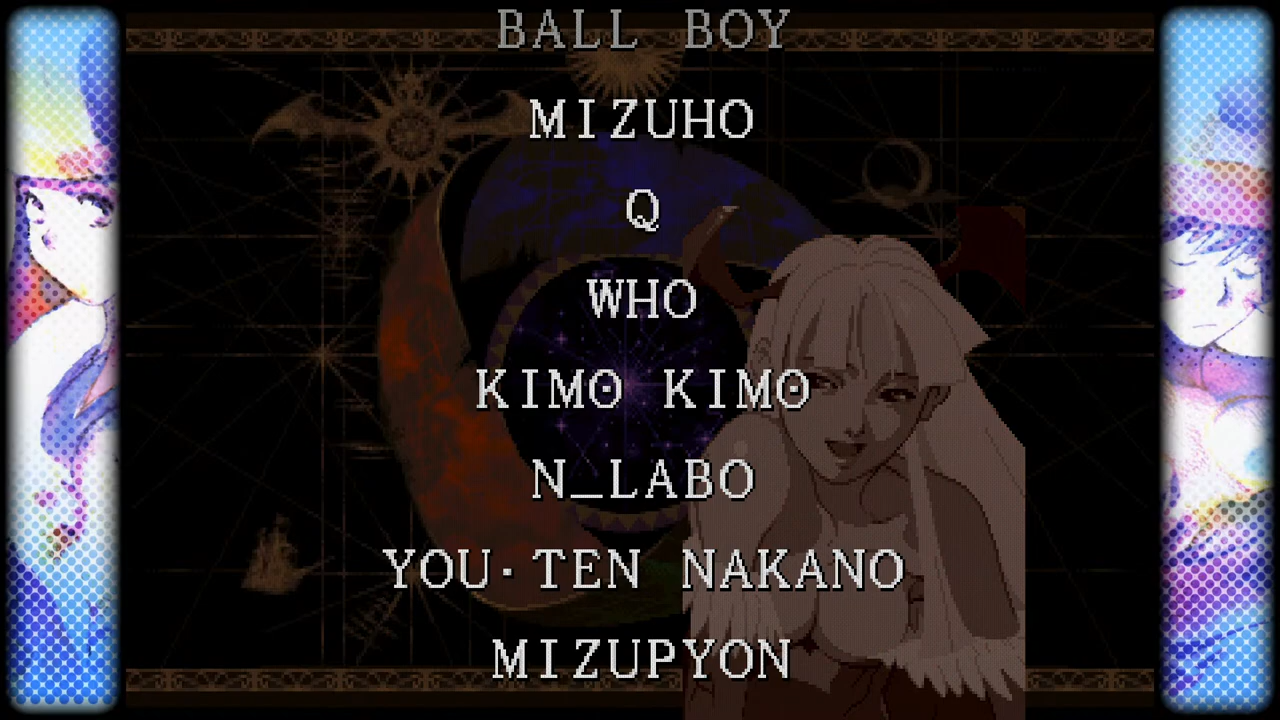 BALL BOY
MIZUHO
Q
WHO
KIMO KIMO
N_LABO
YOU·TEN NAKANO
MIZUPYON